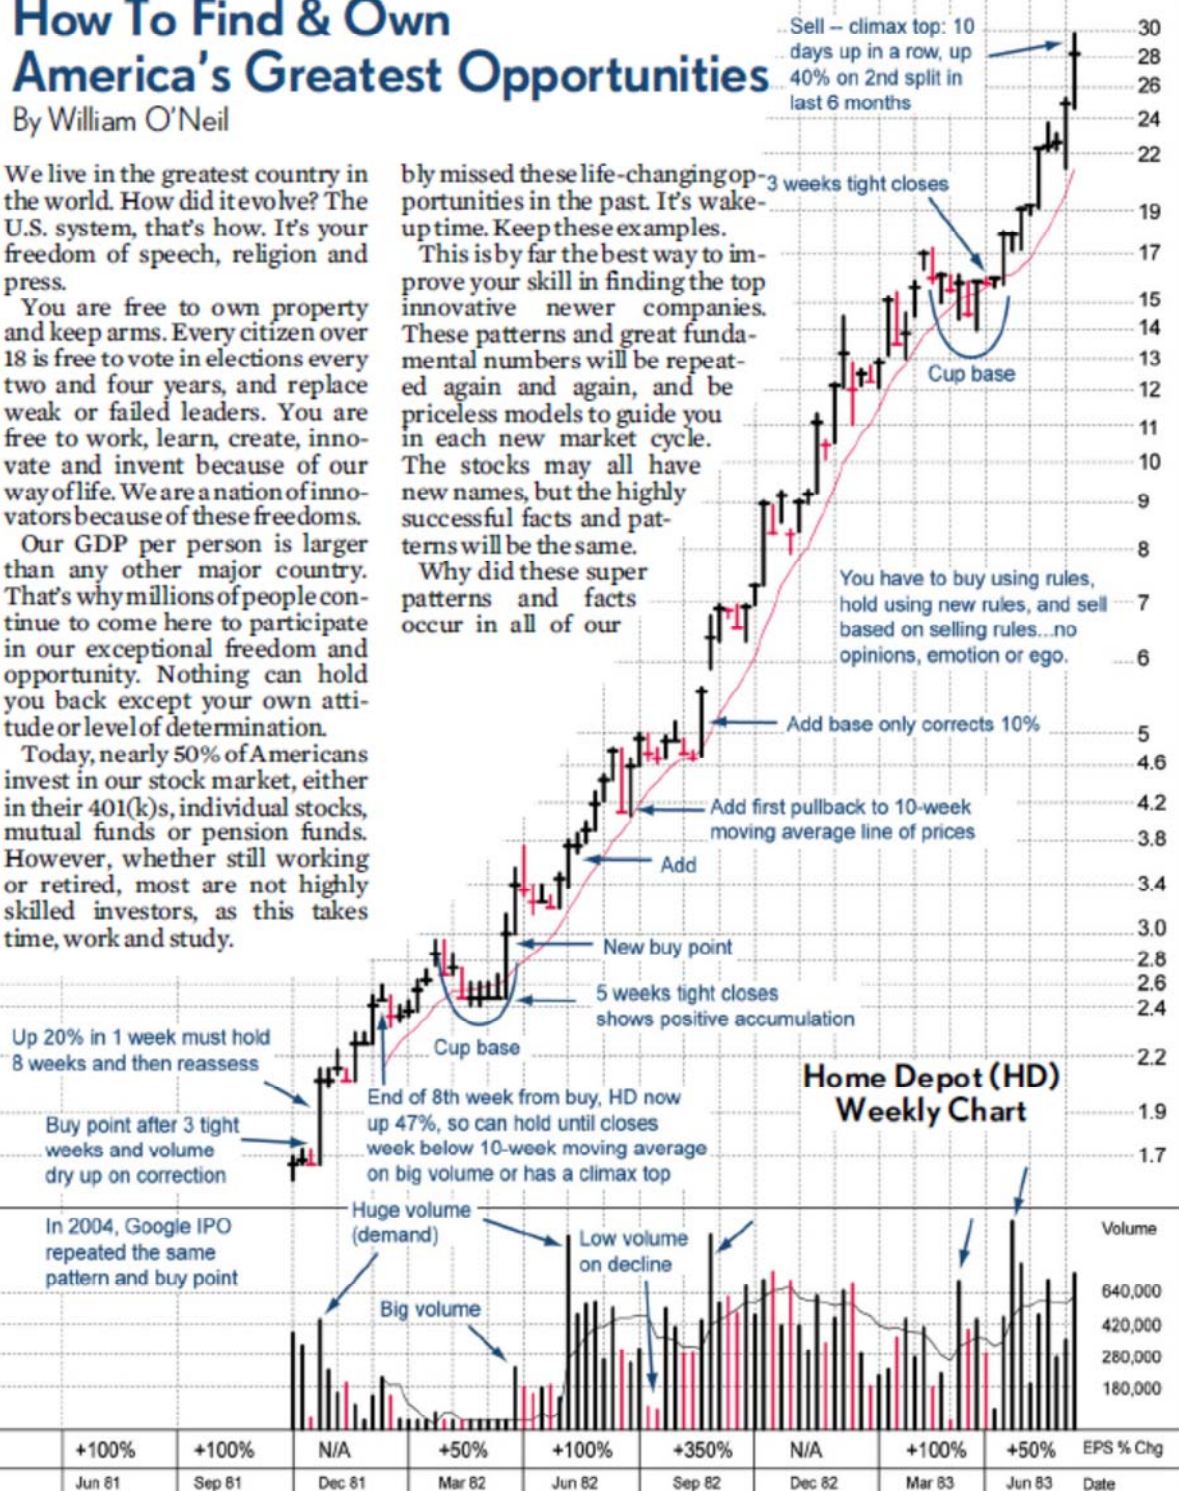 How To Find & Own
America's Greatest Opportunities
By William O'Neil
We live in the greatest country in
the world. How did it evolve? The
U.S. system, that's how. It's your
freedom of speech, religion and
press.
You are free to own property
and keep arms. Every citizen over
18 is free to vote in elections every
two and four years, and replace
weak or failed leaders. You are
free to work, learn, create, inno-
vate and invent because of our
way of life. We are a nation of inno-
vators because of these freedoms.
Our GDP per person is larger
than any other major country.
That's why millions of people con-
tinue to come here to participate
in our exceptional freedom and
opportunity. Nothing can hold
you back except your own atti-
tude or level of determination.
Today, nearly 50% of Americans
invest in our stock market, either
in their 401(k)s, individual stocks,
mutual funds or pension funds.
However, whether still working
or retired, most are not highly
skilled investors, as this takes
time, work and study.
bly missed these life-changing op-
portunities in the past. It's wake-
up time. Keep these examples.
This is by far the best way to im-
prove your skill in finding the top
innovative newer companies.
These patterns and great funda-
mental numbers will be repeat-
ed again and again, and be
priceless models to guide you
in each new market cycle.
The stocks may all have
new names, but the highly
successful facts and pat-
terns will be the same.
Why did these super
patterns and facts
occur in all of our
Sell -- climax top: 10
days up in a row, up
40% on 2nd split in
last 6 months
3 weeks tight closes
Cup base
You have to buy using rules,
hold using new rules, and sell
based on selling rules...no
opinions, emotion or ego.
Add base only corrects 10%
Add first pullback to 10-week
moving average line of prices
Add
New buy point
5 weeks tight closes
shows positive accumulation
Cup base
Up 20% in 1 week must hold
8 weeks and then reassess
Buy point after 3 tight
weeks and volume
dry up on correction
End of 8th week from buy, HD now
up 47%, so can hold until closes
week below 10-week moving average
on big volume or has a climax top
Home Depot (HD)
Weekly Chart
30
28
26
24
22
19
17
15
14
13
12
11
10
9
8
7
6
5
4.6
4.2
3.8
3.4
3.0
2.8
2.6
2.4
2.2
1.9
1.7
In 2004, Google IPO
repeated the same
pattern and buy point
Huge volume
(demand)
Big volume
Low volume
on decline
Volume
640,000
420,000
280,000
180,000
+100% +100% N/A +50% +100% +350% N/A +100% +50% EPS % Chg
Jun 81 Sep 81 Dec 81 Mar 82 Jun 82 Sep 82 Dec 82 Mar 83 Jun 83 Date